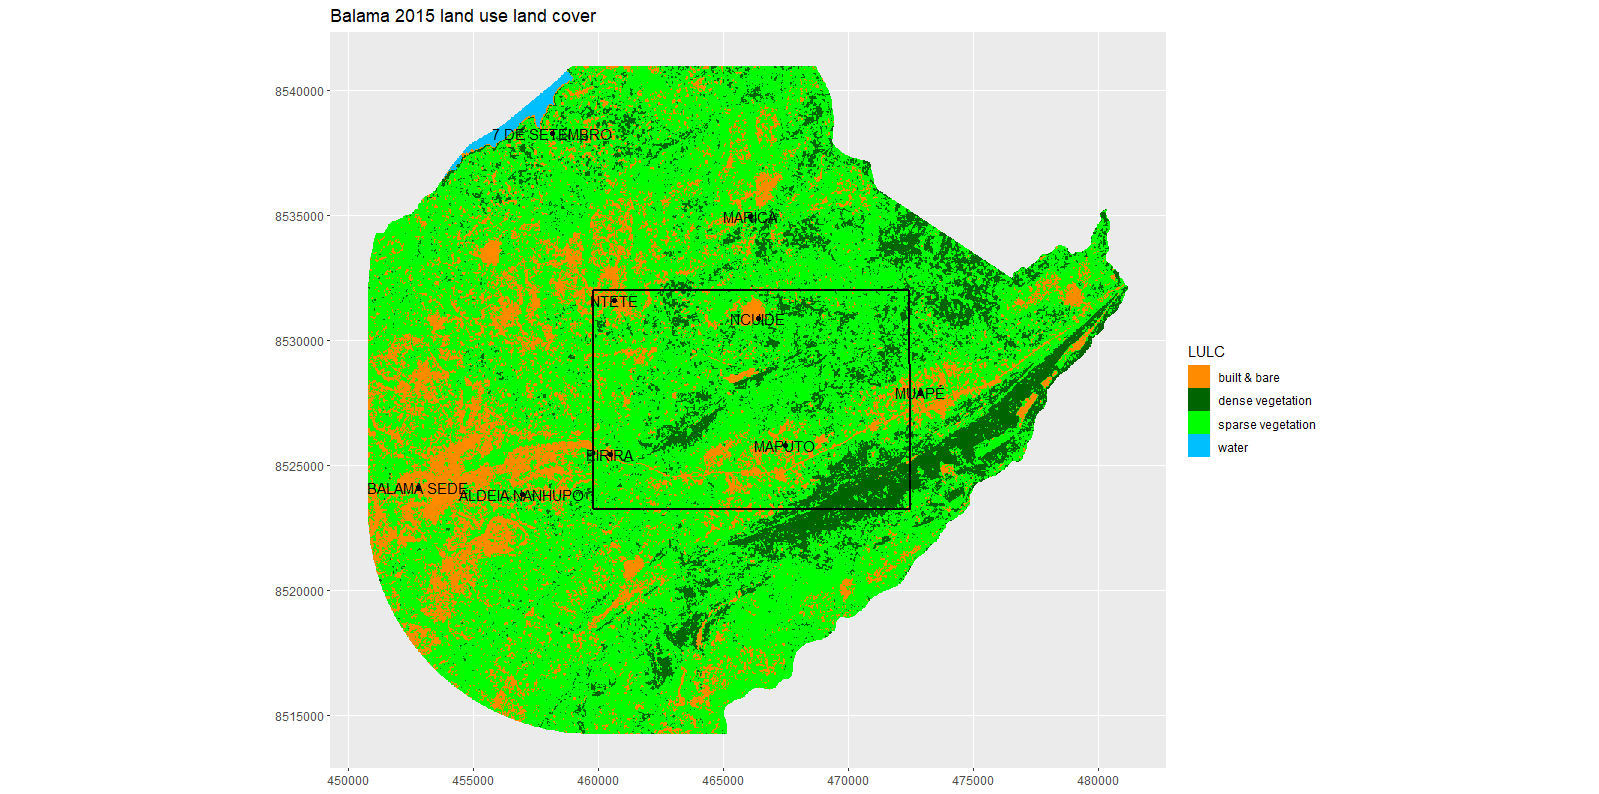 Balama 2015 land use land cover
8540000
7 DE SETEMBRO
8535000
MARICA
NTETE
NCUIDE
8530000
MUAPÉ
MAPUTO
PIRIRA
8525000
BALAMA SEDE
ALDEIA NANHUPO
8520000
8515000
450000
455000
460000
465000
470000
475000
480000
LULC
built & bare
dense vegetation
sparse vegetation
water